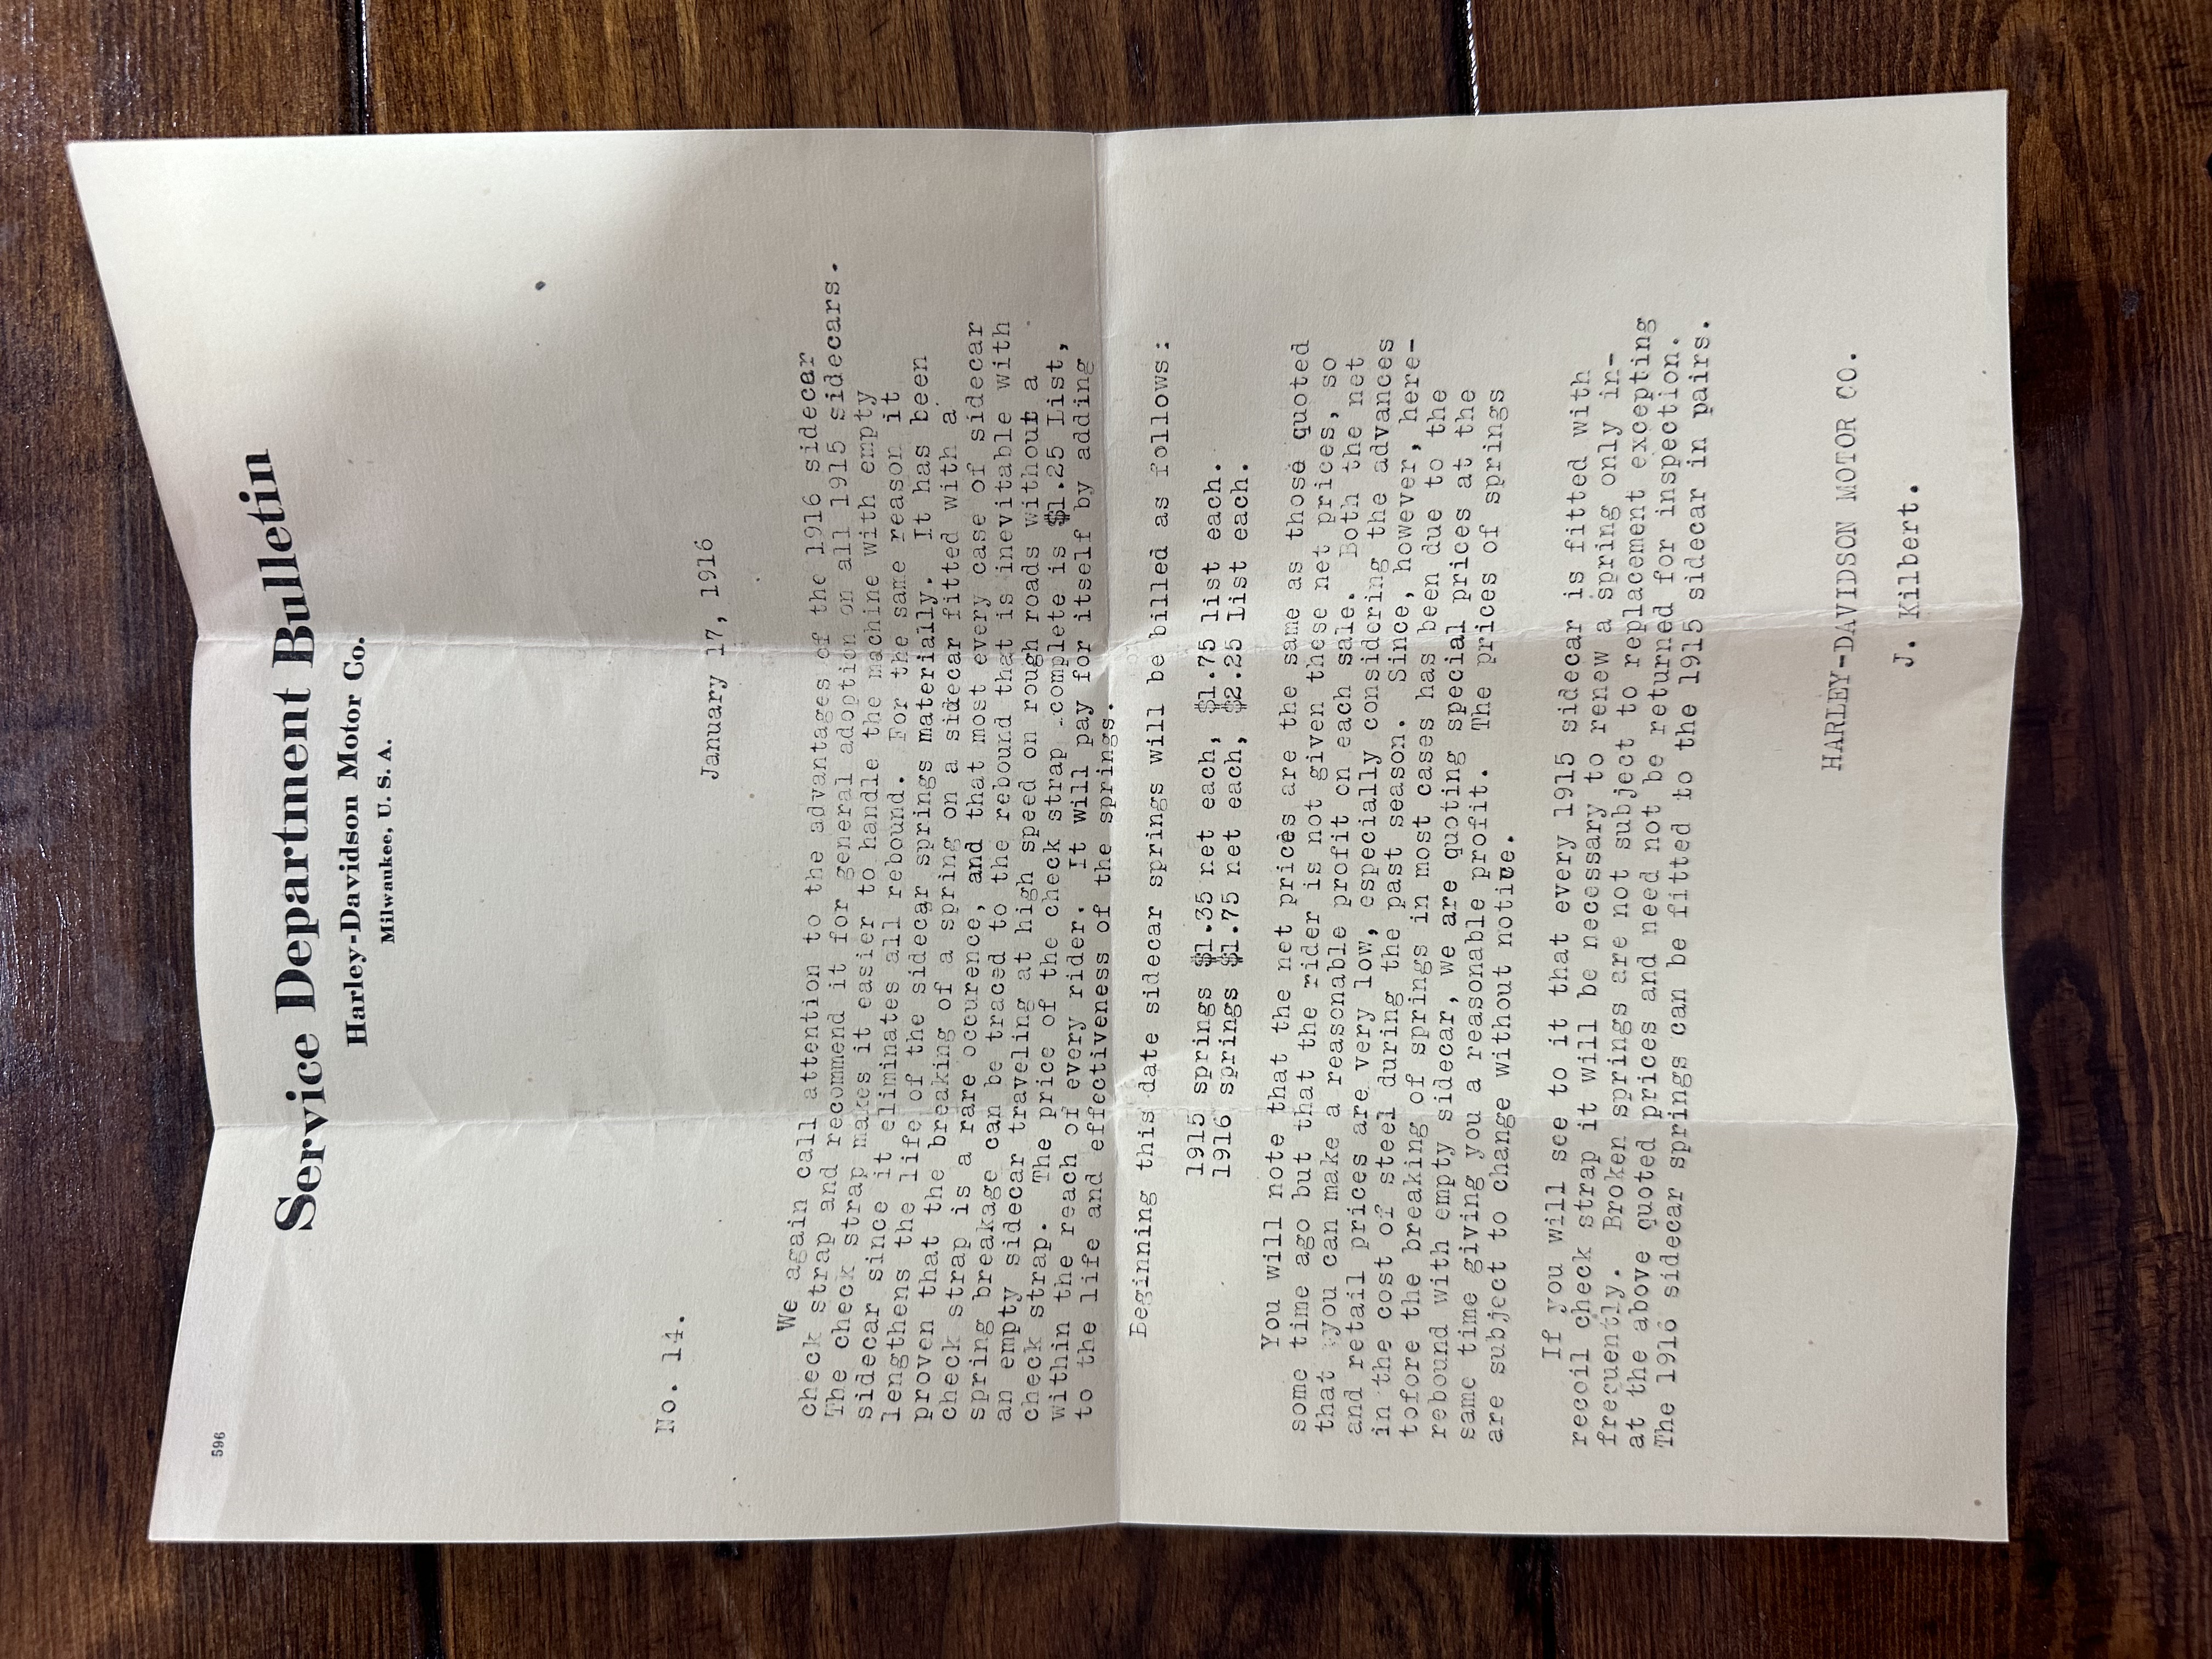 596
Service Department Bulletin
Harley-Davidson Motor Co.
Milwaukee, U. S. A.
No. 14.
January 17, 1916
We again call attention to the advantages of the 1916 sidecar
check strap and recommend it for general adoption on all 1915 sidecars.
The check strap makes it easier to handle the machine with empty
sidecar since it eliminates all rebound. For the same reason it
lengthens the life of the sidecar springs materially. It has been
proven that the breaking of a spring on a sidecar fitted with a
check strap is a rare occurence, and that most every case of sidecar
spring breakage can be traced to the rebound that is inevitable with
an empty sidecar traveling at high speed on rough roads without a
check strap. The price of the check strap complete is $1.25 List,
within the reach of every rider. It will pay for itself by adding
to the life and effectiveness of the springs.
Beginning this date sidecar springs will be billed as follows:
1915 springs $1.35 net each, $1.75 list each.
1916 springs $1.75 net each, $2.25 list each.
You will note that the net prices are the same as those quoted
some time ago but that the rider is not given these net prices, so
that you can make a reasonable profit on each sale. Both the net
and retail prices are very low, especially considering the advances
in the cost of steel during the past season. Since, however, here-
tofore the breaking of springs in most cases has been due to the
rebound with empty sidecar, we are quoting special prices at the
same time giving you a reasonable profit. The prices of springs
are subject to change without notice.
If you will see to it that every 1915 sidecar is fitted with
recoil check strap it will be necessary to renew a spring only in-
frequently. Broken springs are not subject to replacement excepting
at the above quoted prices and need not be returned for inspection.
The 1916 sidecar springs can be fitted to the 1915 sidecar in pairs.
HARLEY-DAVIDSON MOTOR CO.
J. Kilbert.